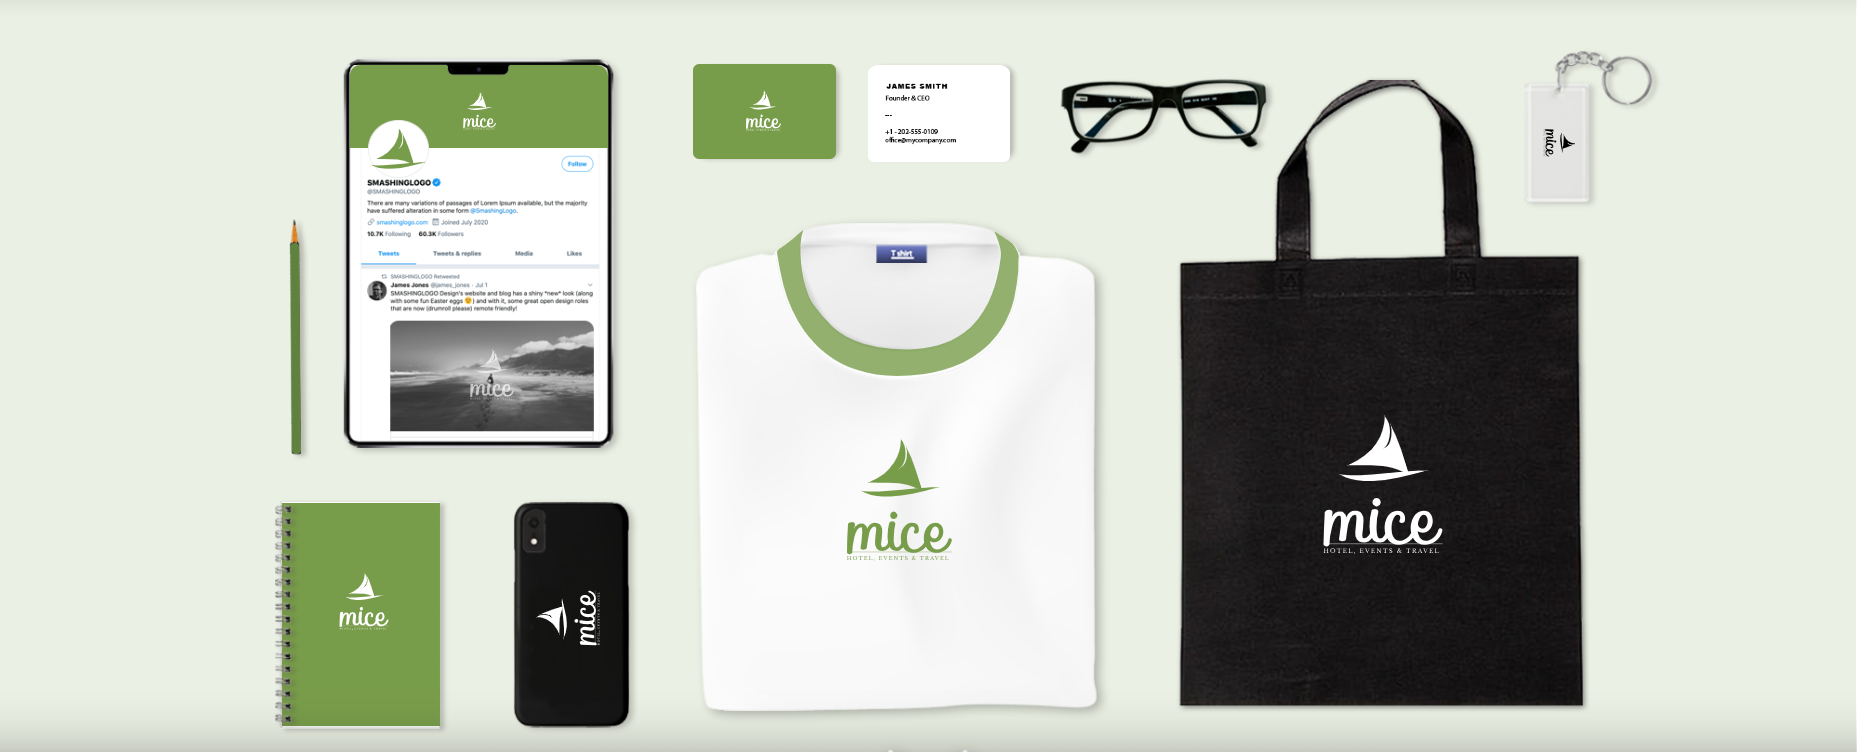 mice
SMASHINGLOGO
@SMASHINGLOGO
Follow
There are many variations of passages of Lorem Ipsum available, but the majority
have suffered alteration in some form @SmashingLogo.
smashinglogo.com Joined July 2020
10.7K Following 60.3K Followers
Tweets Tweets & replies Media Likes
SMASHINGLOGO Retweeted
James Jones @james_jones · Jul 1
SMASHINGLOGO Design's website and blog has a shiny *new* look (along
with some fun Easter eggs 😉) and with it, some great open design roles
that are now (drumroll please) remote friendly!
mice
mice
JAMES SMITH
Founder & CEO
---
+1 - 202-555-0109
office@mycompany.com
mice
T shirt
mice
HOTEL, EVENTS & TRAVEL
mice
HOTEL, EVENTS & TRAVEL
mice
mice